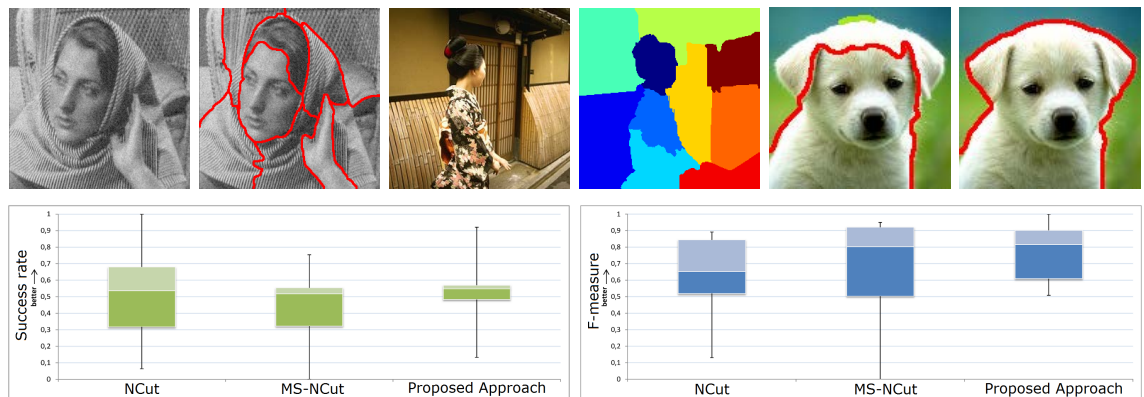 Success rate
better →
1
0,9
0,8
0,7
0,6
0,5
0,4
0,3
0,2
0,1
0
NCut
MS-NCut
Proposed Approach
F-measure
better →
1
0,9
0,8
0,7
0,6
0,5
0,4
0,3
0,2
0,1
0
NCut
MS-NCut
Proposed Approach